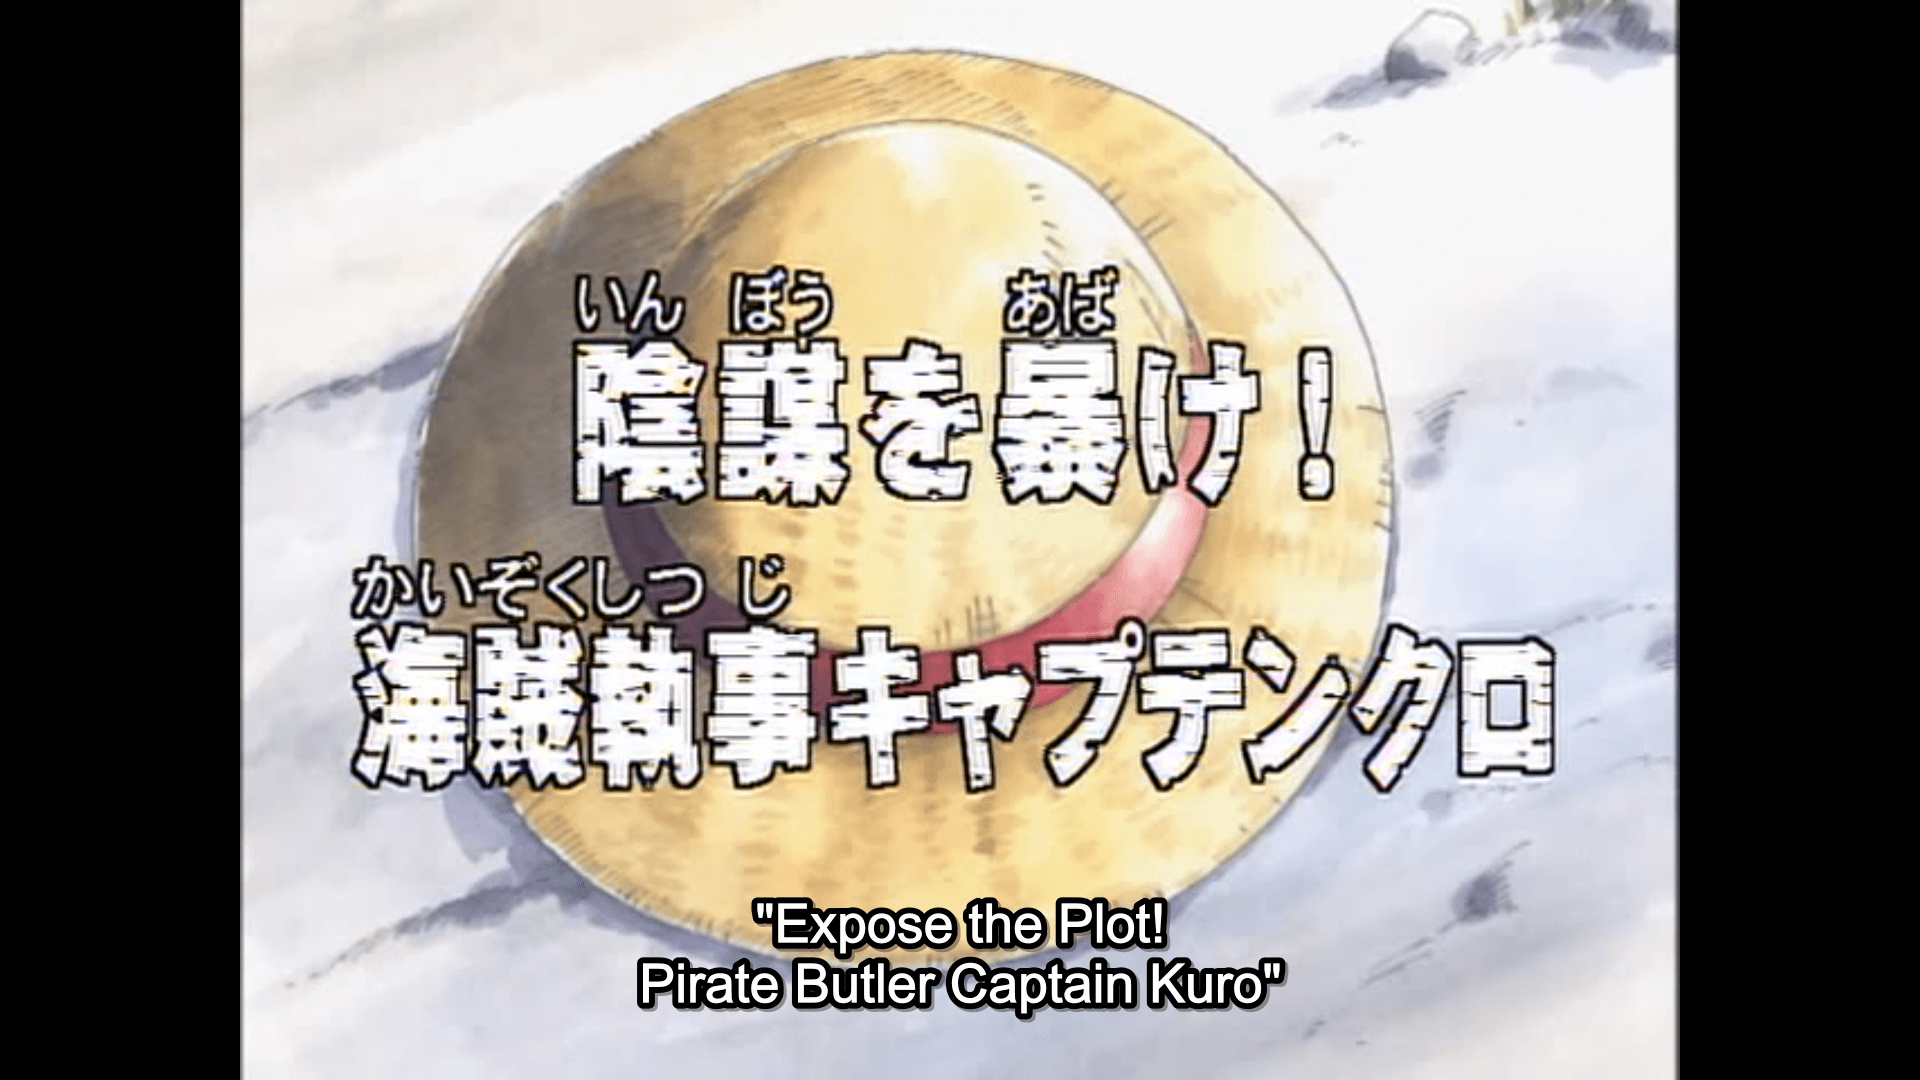 いん ぼう あば
陰謀を暴け!
かいぞくしつ じ
海賊執事キャプテンクロ
"Expose the Plot!
Pirate Butler Captain Kuro"